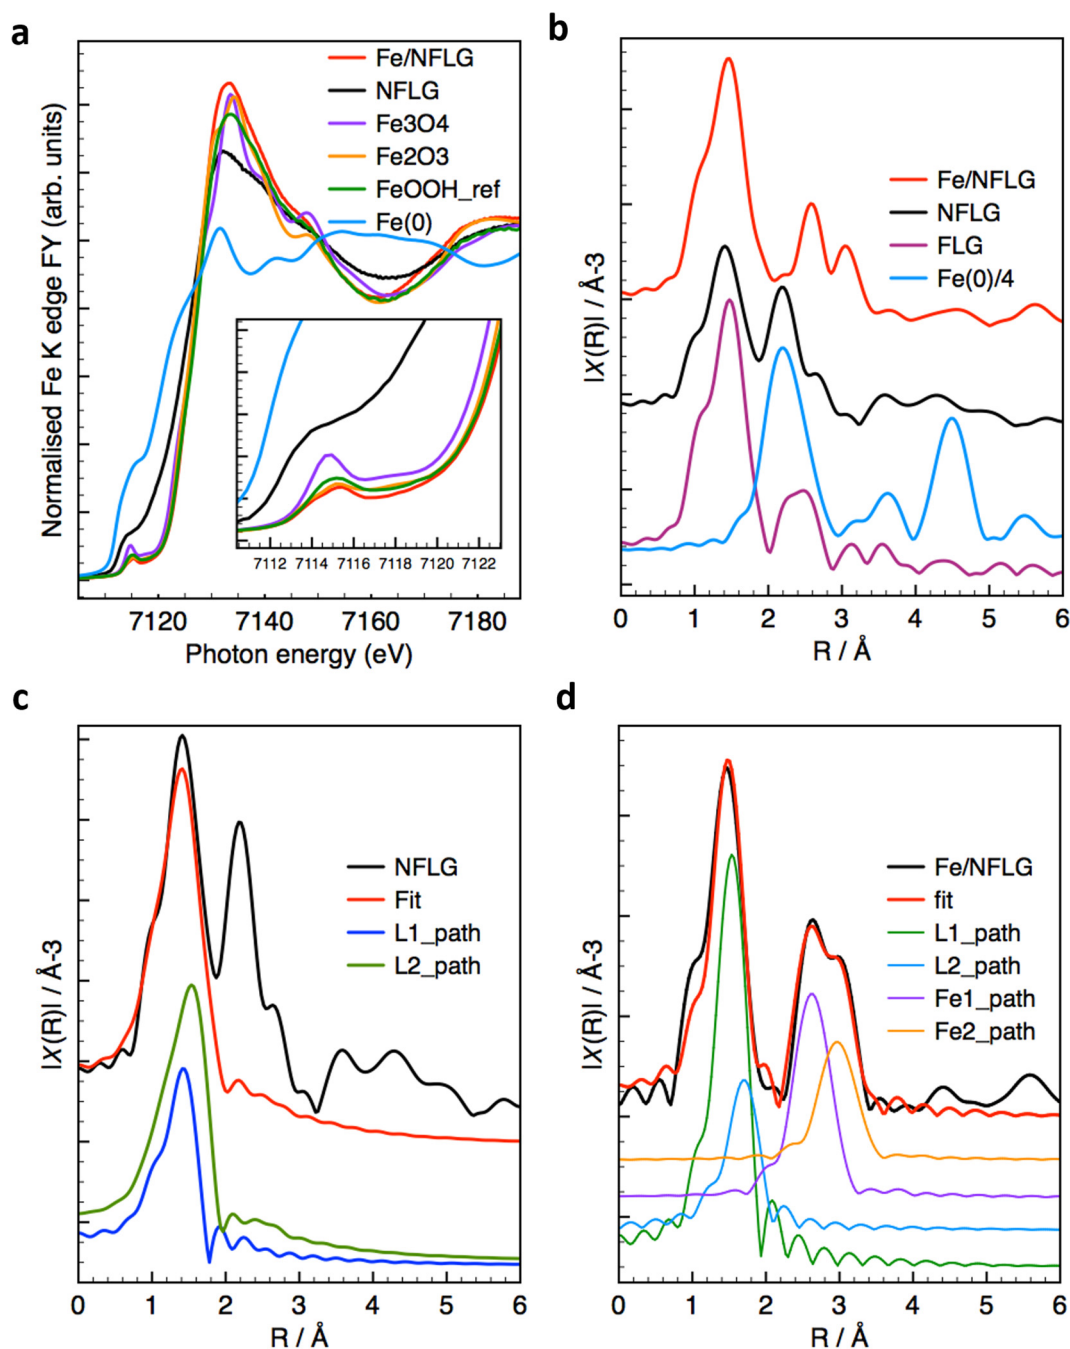 a
Normalised Fe K edge FY (arb. units)
Fe/NFLG
NFLG
Fe3O4
Fe2O3
FeOOH_ref
Fe(0)
7112 7114 7116 7118 7120 7122
7120 7140 7160 7180
Photon energy (eV)
b
|X(R)| / Å-3
Fe/NFLG
NFLG
FLG
Fe(0)/4
0 1 2 3 4 5 6
R / Å
c
|X(R)| / Å-3
NFLG
Fit
L1_path
L2_path
0 1 2 3 4 5 6
R / Å
d
|X(R)| / Å-3
Fe/NFLG
fit
L1_path
L2_path
Fe1_path
Fe2_path
0 1 2 3 4 5 6
R / Å